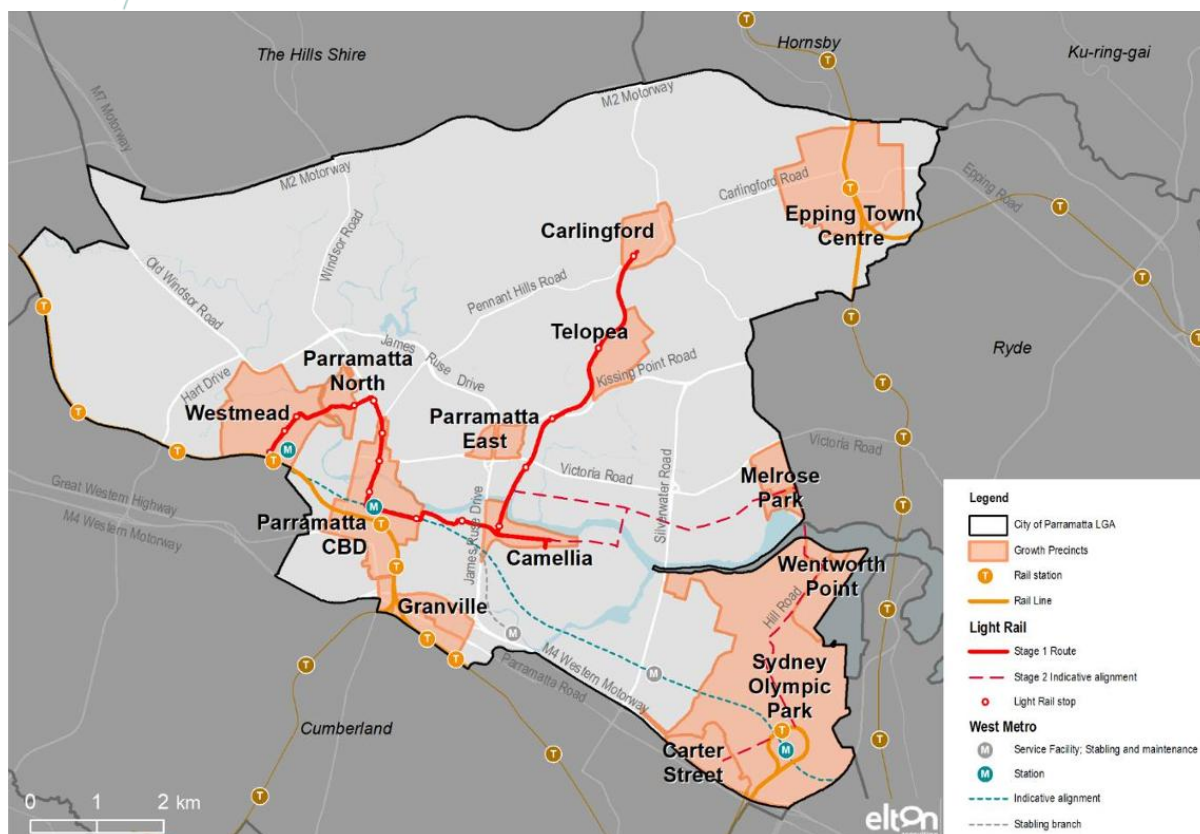 The Hills Shire
Hornsby
Ku-ring-gai
M7 Motorway
M2 Motorway
M2 Motorway
Carlingford Road
Epping Road
Epping Town
Centre
Carlingford
Windsor Road
Old Windsor Road
Pennant Hills Road
Telopea
Ryde
James Ruse Drive
Parramatta
North
Kissing Point Road
Hart Drive
Westmead
Parramatta
East
Victoria Road
Victoria Road
Silverwater Road
Melrose
Park
Great Western Highway
M4 Western Motorway
Parramatta
CBD
James Ruse Drive
Camellia
Wentworth
Point
Hill Road
Granville
M4 Western Motorway
Parramatta Road
Sydney
Olympic
Park
Cumberland
Carter
Street
0 1 2 km
elton
Legend
City of Parramatta LGA
Growth Precincts
T Rail station
Rail Line
Light Rail
Stage 1 Route
Stage 2 Indicative alignment
Light Rail stop
West Metro
M Service Facility; Stabling and maintenance
M Station
Indicative alignment
Stabling branch